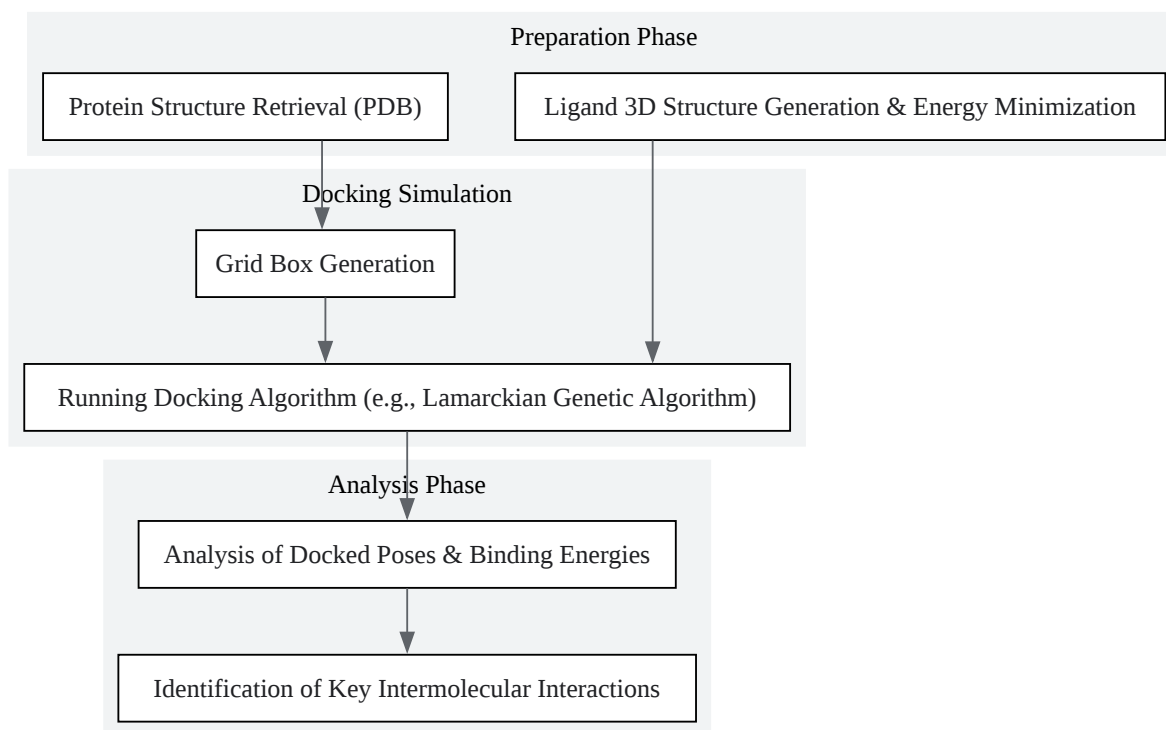 Preparation Phase
Protein Structure Retrieval (PDB)
Ligand 3D Structure Generation & Energy Minimization
Docking Simulation
Grid Box Generation
Running Docking Algorithm (e.g., Lamarckian Genetic Algorithm)
Analysis Phase
Analysis of Docked Poses & Binding Energies
Identification of Key Intermolecular Interactions